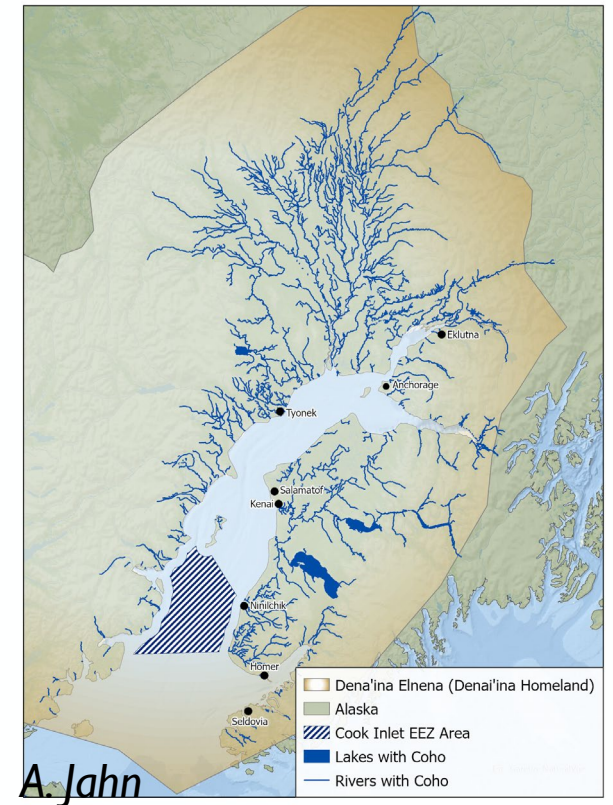 Eklutna
Anchorage
Tyonek
Salamatof
Kenai
Ninilchik
Homer
Seldovia
Dena'ina Elnena (Denai'ina Homeland)
Alaska
Cook Inlet EEZ Area
Lakes with Coho
Rivers with Coho
A. Jahn